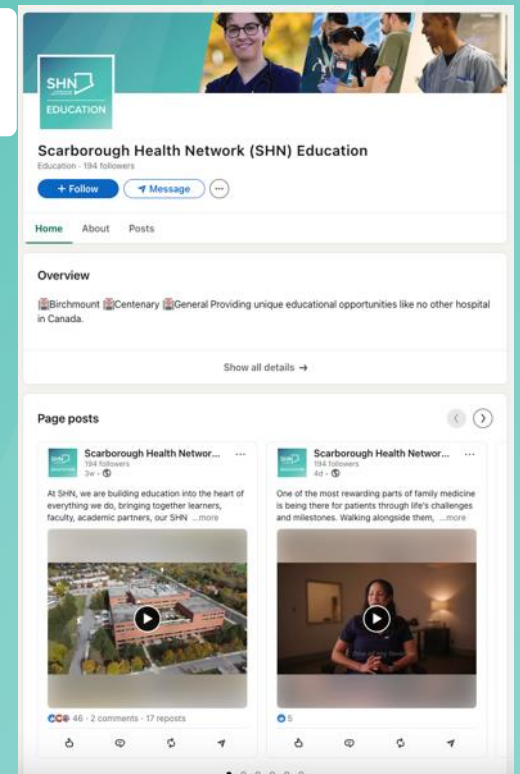 SHN
EDUCATION
Scarborough Health Network (SHN) Education
Education · 194 followers
+ Follow
Message
Home About Posts
Overview
🏥Birchmount 🏥Centenary 🏥General Providing unique educational opportunities like no other hospital
in Canada.
Show all details →
Page posts
Scarborough Health Networ...
194 followers
3w ·
At SHN, we are building education into the heart of
everything we do, bringing together learners,
faculty, academic partners, our SHN ...more
46 · 2 comments · 17 reposts
Scarborough Health Networ...
194 followers
4d ·
One of the most rewarding parts of family medicine
is being there for patients through life's challenges
and milestones. Walking alongside them, ...more
5